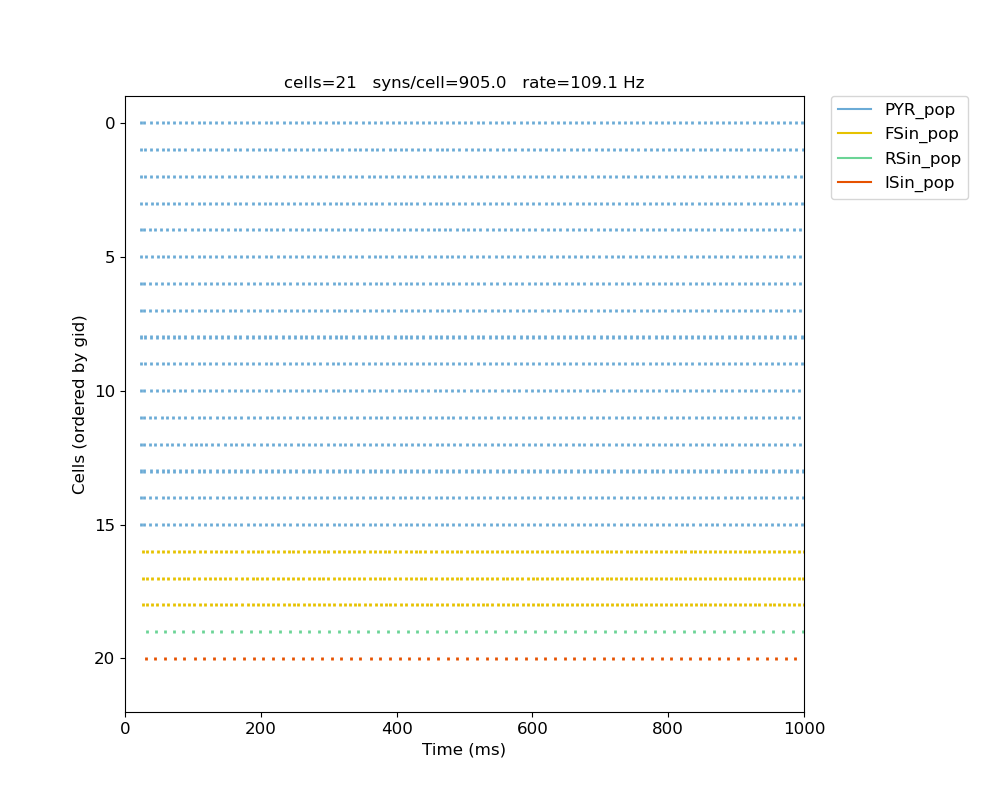 cells=21   syns/cell=905.0   rate=109.1 Hz
PYR_pop
FSin_pop
RSin_pop
ISin_pop
Cells (ordered by gid)
0
5
10
15
20
0 200 400 600 800 1000
Time (ms)